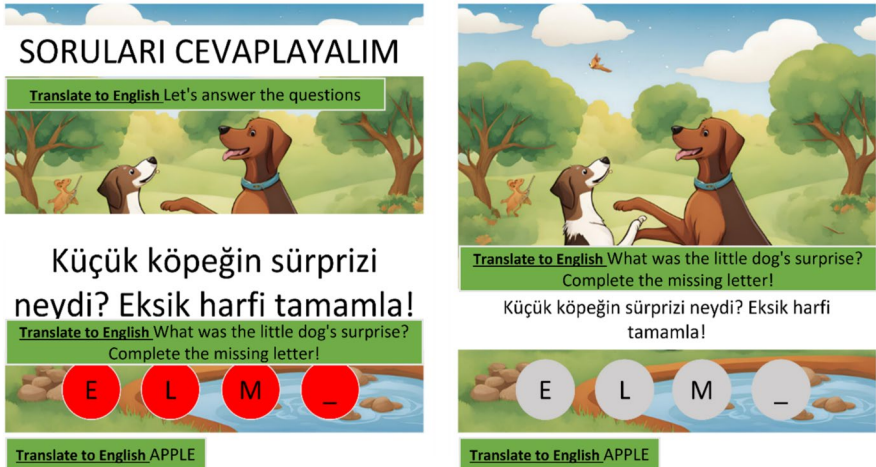 SORULARI CEVAPLAYALIM
Translate to English Let's answer the questions
Küçük köpeğin sürprizi
neydi? Eksik harfi tamamla!
Translate to English What was the little dog's surprise?
Complete the missing letter!
E L M _
Translate to English APPLE
Translate to English What was the little dog's surprise?
Complete the missing letter!
Küçük köpeğin sürprizi neydi? Eksik harfi
tamamla!
E L M _
Translate to English APPLE